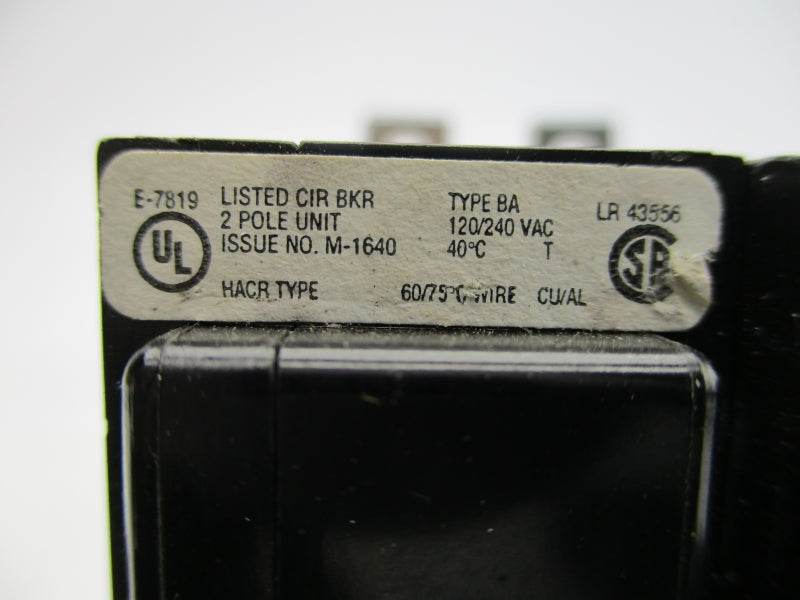 E-7819
UL
LISTED CIR BKR
2 POLE UNIT
ISSUE NO. M-1640
HACR TYPE
TYPE BA
120/240 VAC
40°C T
60/75°C WIRE CU/AL
LR 43556